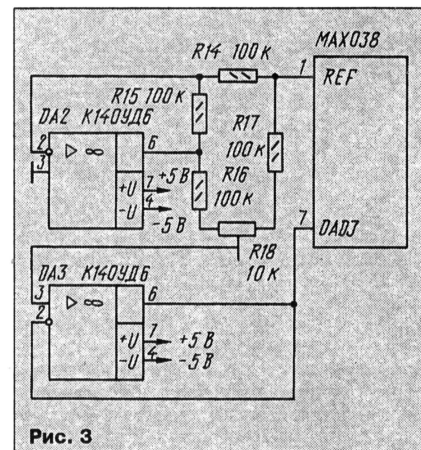 R14 100 к
MAX038
1
REF
R15 100 к
DA2 К140УД6
2
3
▷ ∞
6
R17
100 к
+U 7 +5 В
-U 4 -5 В
R16
100 к
7
DADJ
R18
10 к
DA3 К140УД6
3
2
▷ ∞
6
+U 7 +5 В
-U 4 -5 В
Рис. 3